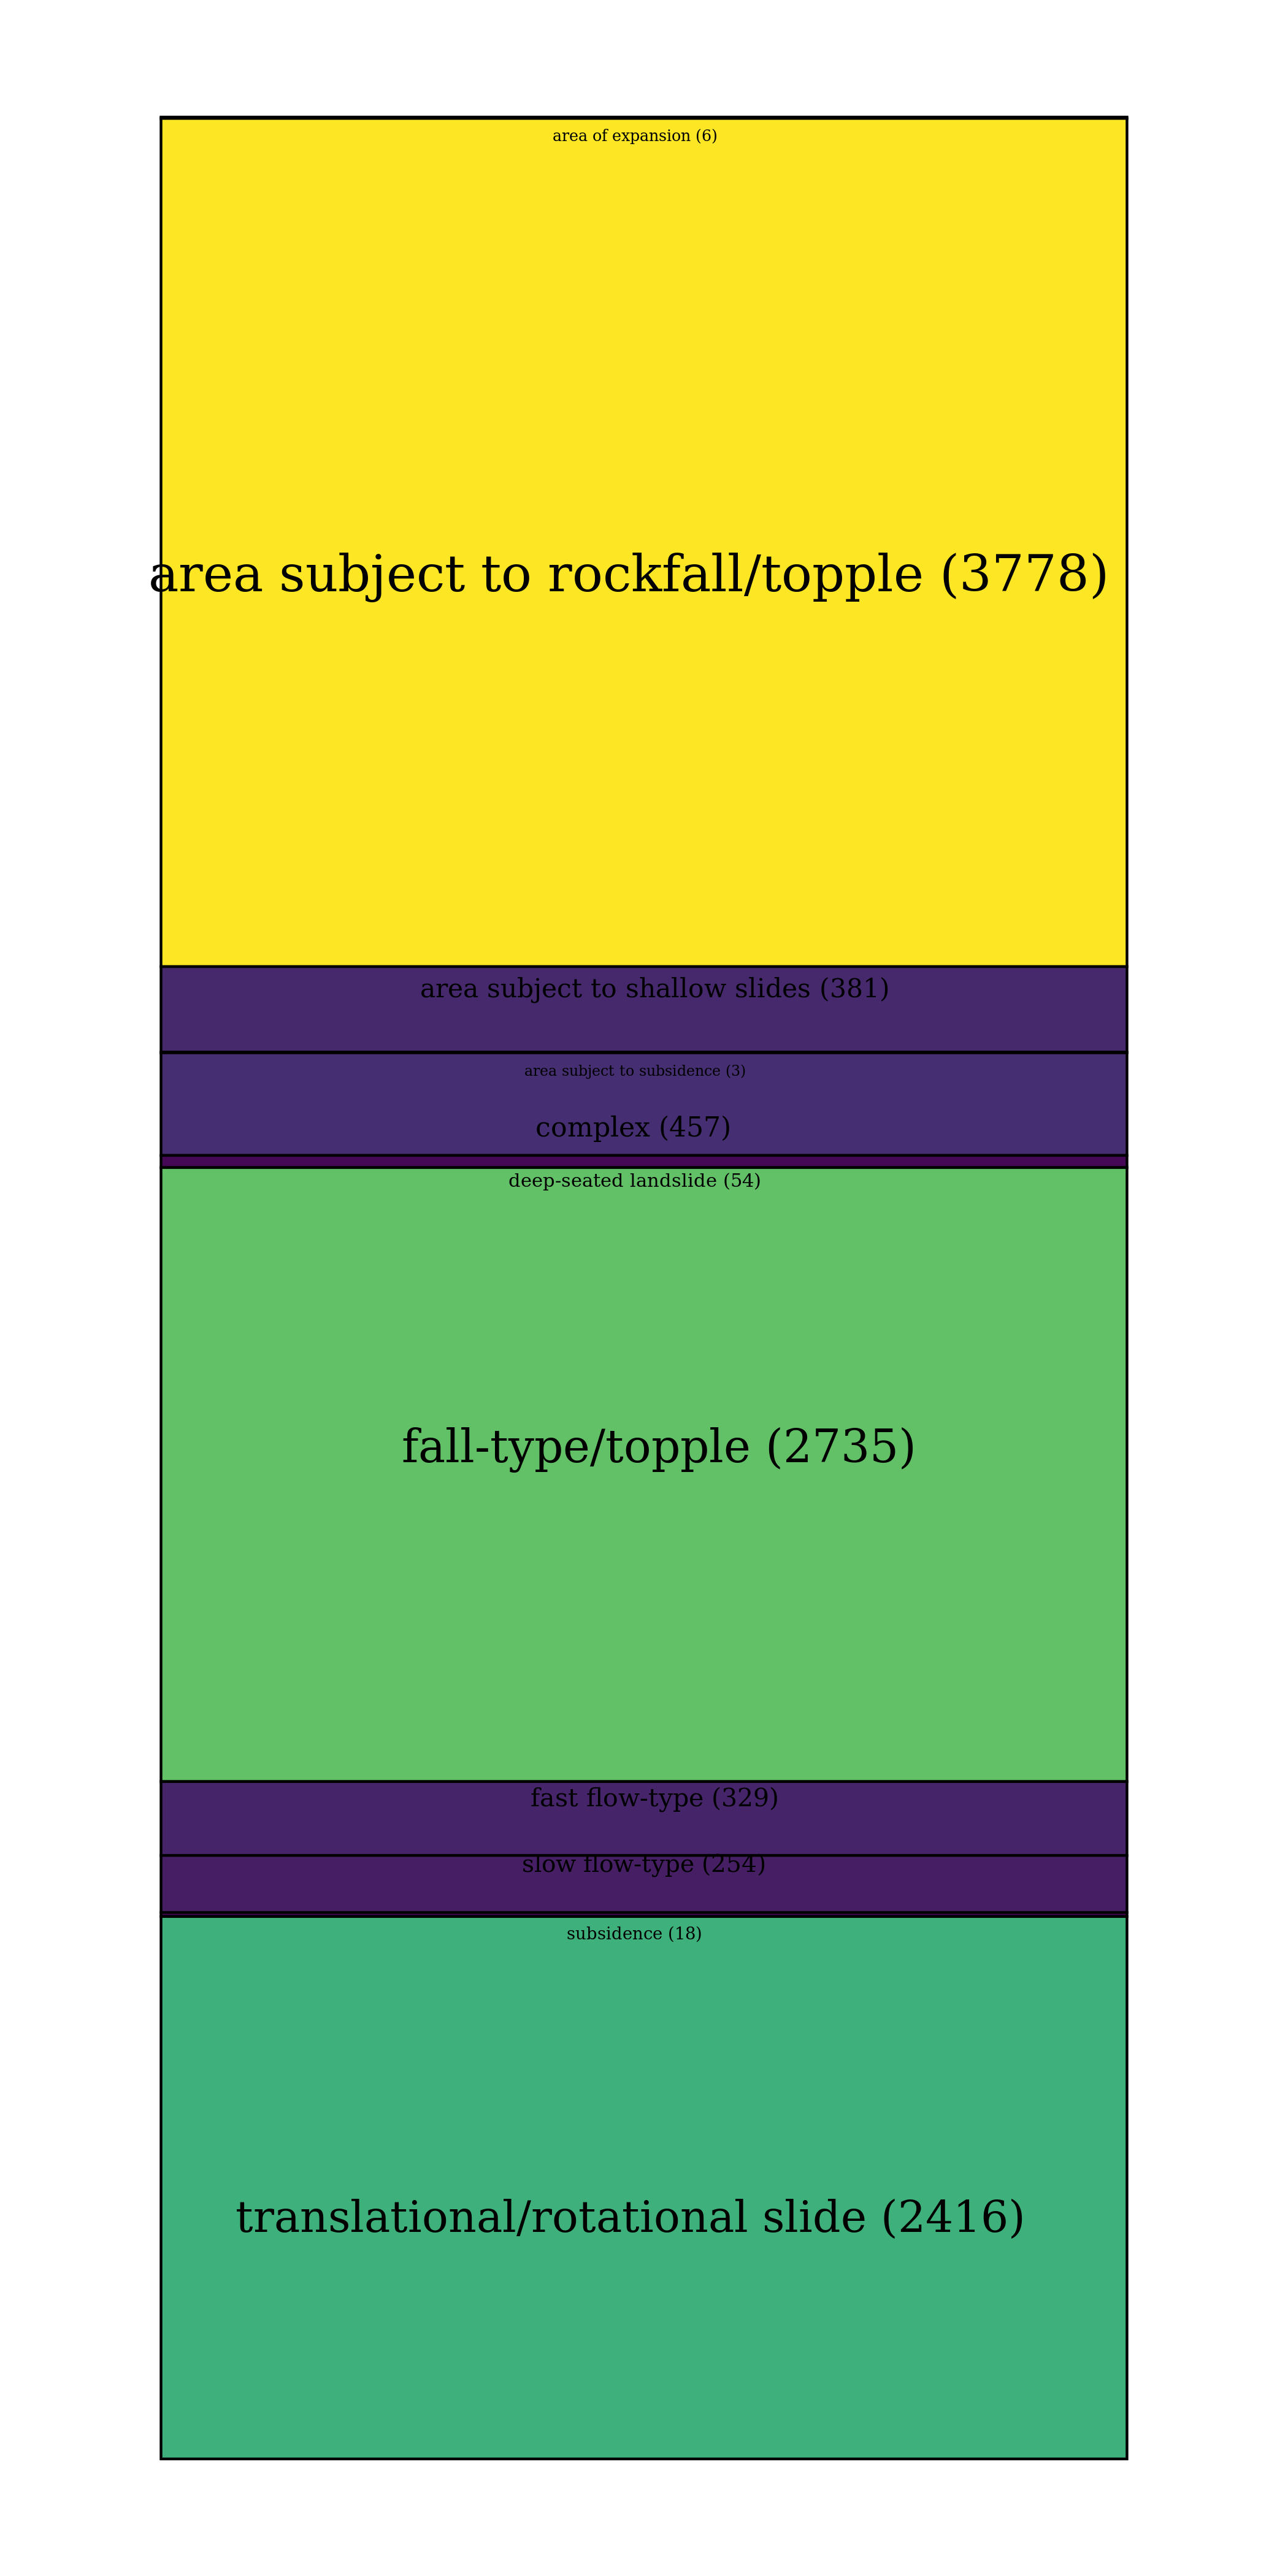 area of expansion (6)
area subject to rockfall/topple (3778)
area subject to shallow slides (381)
area subject to subsidence (3)
complex (457)
deep-seated landslide (54)
fall-type/topple (2735)
fast flow-type (329)
slow flow-type (254)
subsidence (18)
translational/rotational slide (2416)